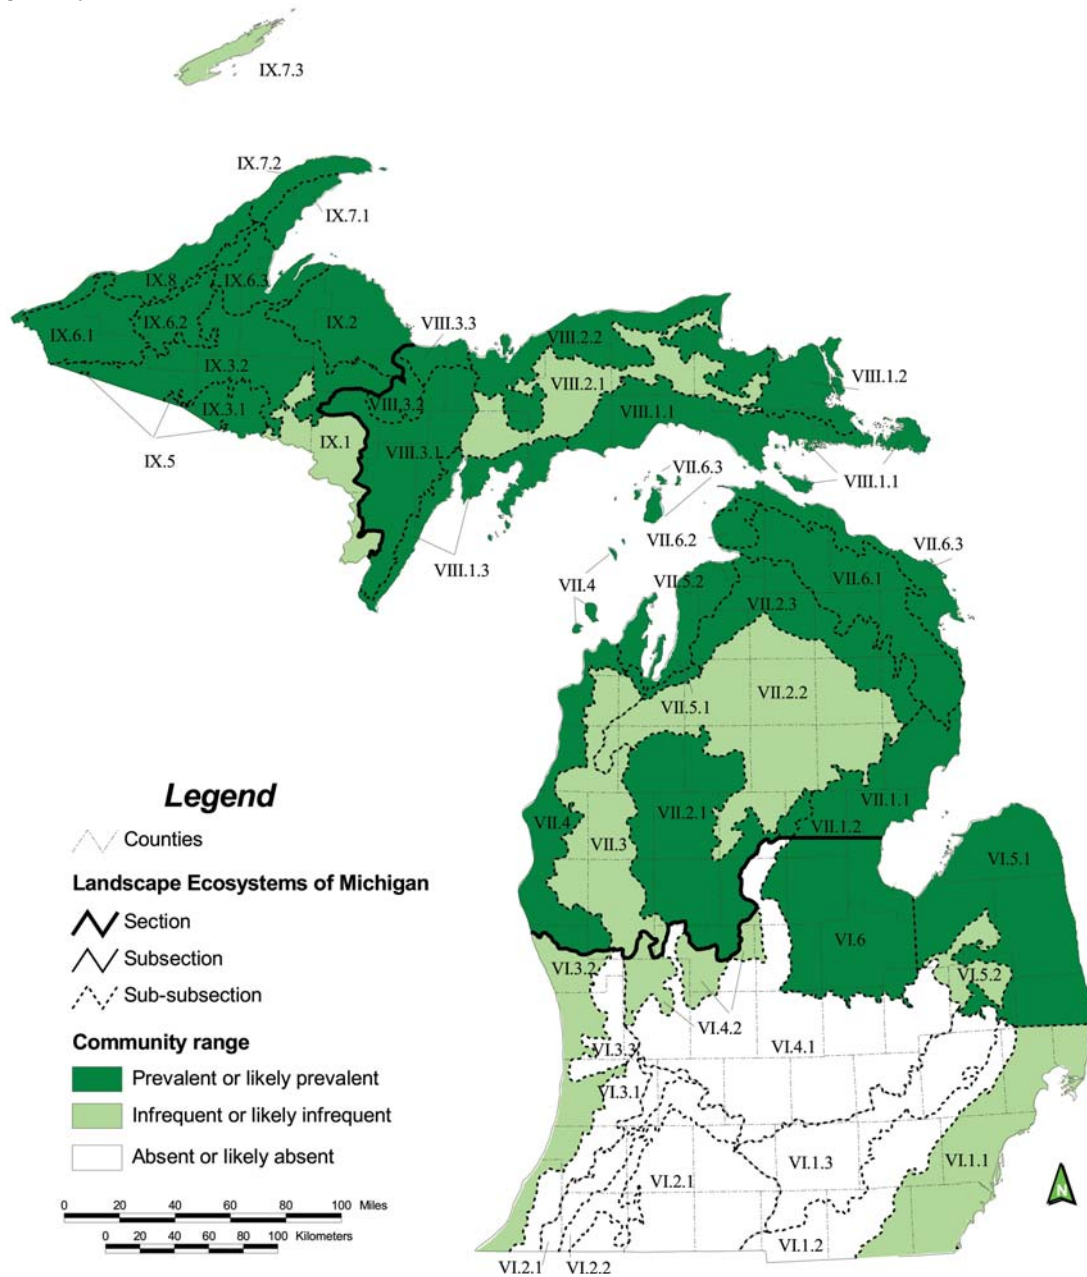 IX.7.3
IX.7.2
IX.7.1
IX.8
IX.6.3
IX.6.2
IX.6.1
IX.2
IX.3.2
IX.3.1
IX.5
IX.1
VIII.3.3
VIII.3.2
VIII.3.1
VIII.2.2
VIII.2.1
VIII.1.1
VIII.1.2
VIII.1.1
VIII.1.3
VII.6.3
VII.6.2
VII.6.3
VII.6.1
VII.4
VII.5.2
VII.2.3
VII.2.2
VII.5.1
VII.4
VII.3
VII.2.1
VII.1.1
VII.1.2
VI.5.1
VI.6
VI.5.2
VI.3.2
VI.4.2
VI.4.1
VI.3.3
VI.3.1
VI.1.3
VI.1.1
VI.2.1
VI.1.2
VI.2.1
VI.2.2
Legend
Counties
Landscape Ecosystems of Michigan
Section
Subsection
Sub-subsection
Community range
Prevalent or likely prevalent
Infrequent or likely infrequent
Absent or likely absent
0 20 40 60 80 100 Miles
0 20 40 60 80 100 Kilometers
N